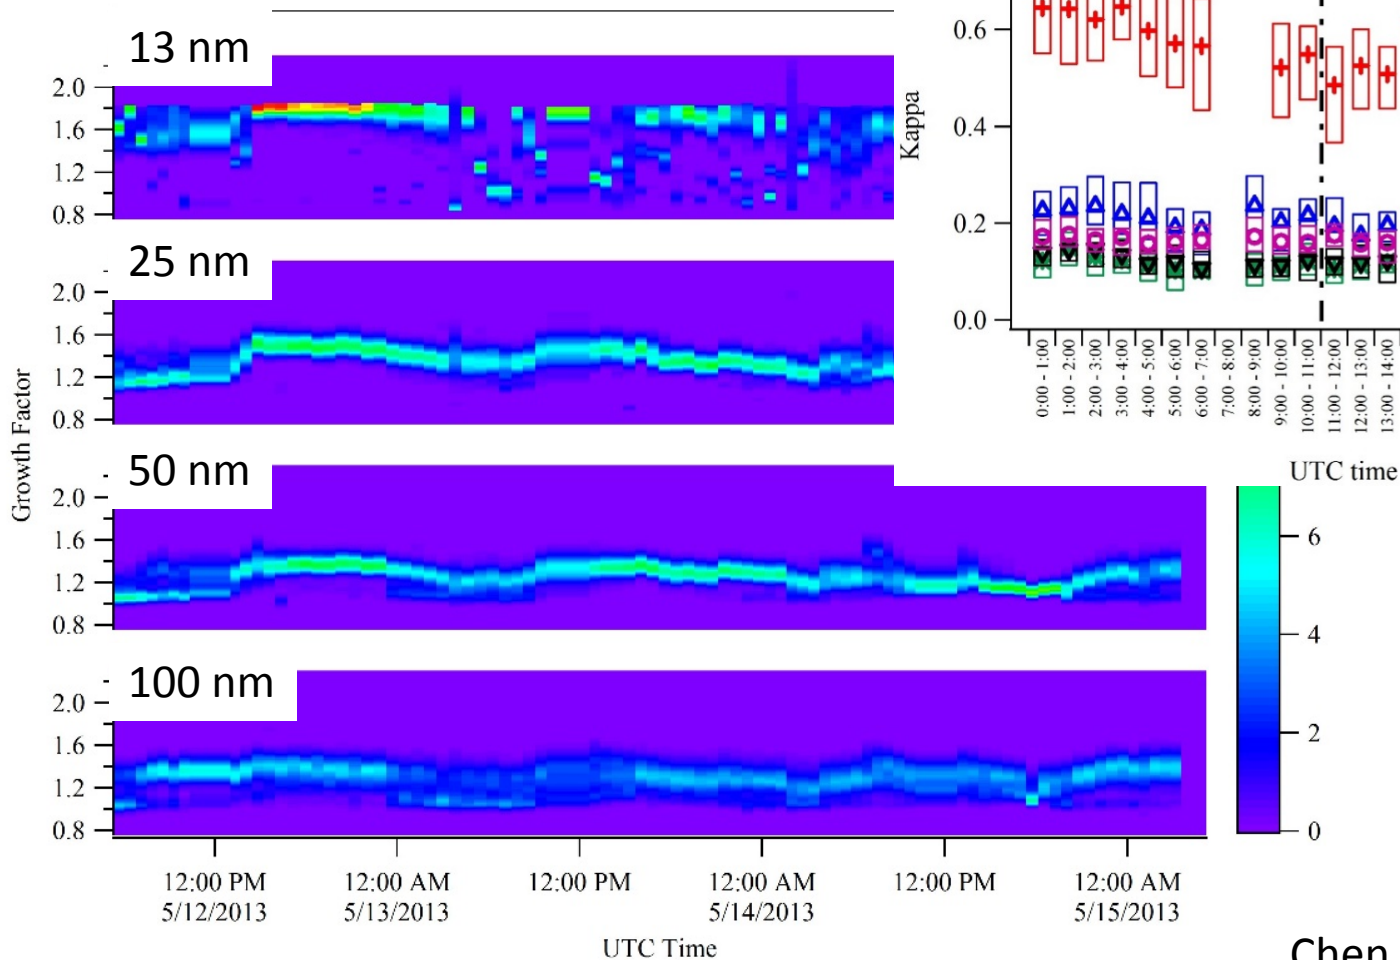 13 nm
2.0
1.6
1.2
0.8
25 nm
2.0
1.6
1.2
0.8
Growth Factor
50 nm
2.0
1.6
1.2
0.8
100 nm
2.0
1.6
1.2
0.8
12:00 PM
5/12/2013
12:00 AM
5/13/2013
12:00 PM
12:00 AM
5/14/2013
12:00 PM
12:00 AM
5/15/2013
UTC Time
Kappa
0.6
0.4
0.2
0.0
0:00 - 1:00
1:00 - 2:00
2:00 - 3:00
3:00 - 4:00
4:00 - 5:00
5:00 - 6:00
6:00 - 7:00
7:00 - 8:00
8:00 - 9:00
9:00 - 10:00
10:00 - 11:00
11:00 - 12:00
12:00 - 13:00
13:00 - 14:00
UTC time
6
4
2
0
Chen